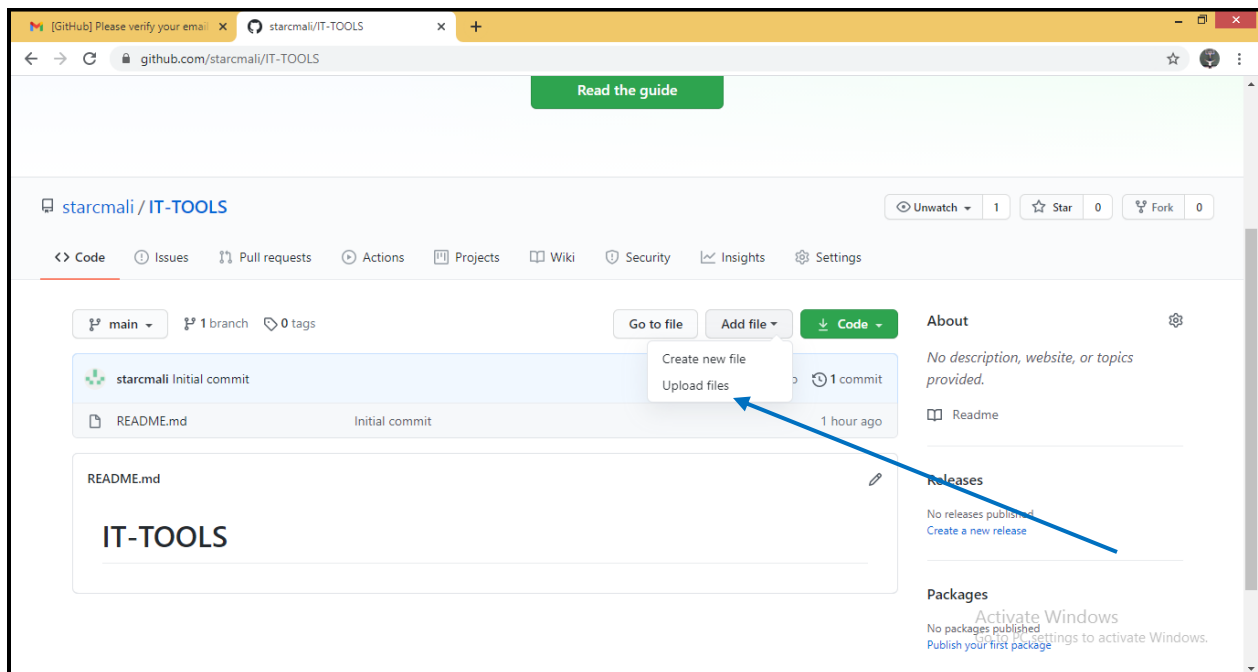 [GitHub] Please verify your email
starcmali/IT-TOOLS
github.com/starcmali/IT-TOOLS
Read the guide
starcmali / IT-TOOLS
Unwatch 1 Star 0 Fork 0
<> Code Issues Pull requests Actions Projects Wiki Security Insights Settings
main 1 branch 0 tags Go to file Add file Code
Create new file
Upload files
starcmali Initial commit 1 commit
README.md Initial commit 1 hour ago
README.md
IT-TOOLS
About
No description, website, or topics
provided.
Readme
Releases
No releases published
Create a new release
Packages
No packages published
Publish your first package
Activate Windows
Go to PC settings to activate Windows.